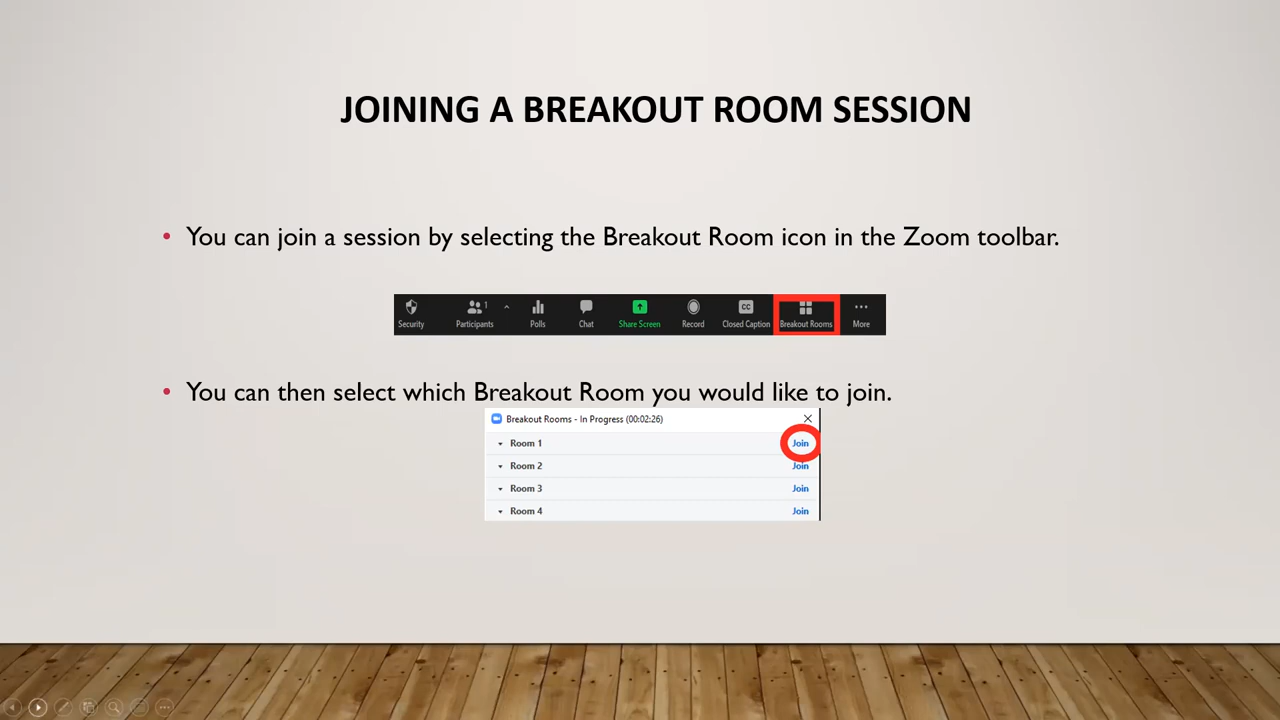 JOINING A BREAKOUT ROOM SESSION
• You can join a session by selecting the Breakout Room icon in the Zoom toolbar.
1
Security Participants Polls Chat Share Screen Record CC Closed Caption Breakout Rooms More
• You can then select which Breakout Room you would like to join.
Breakout Rooms - In Progress (00:02:26)
Room 1 Join
Room 2 Join
Room 3 Join
Room 4 Join